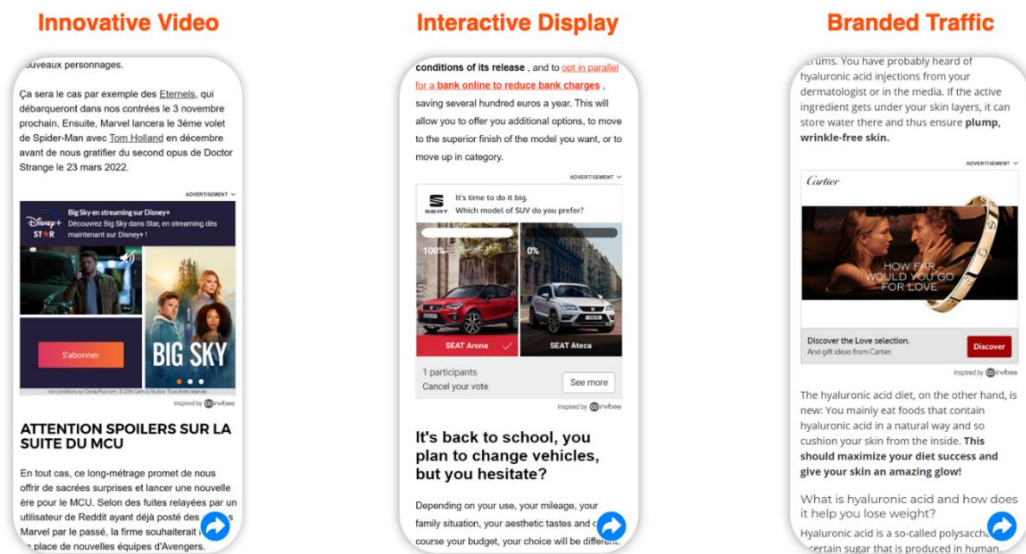 Innovative Video
Interactive Display
Branded Traffic
nouveaux personnages.
Ça sera le cas par exemple des Eternels, qui
débarqueront dans nos contrées le 3 novembre
prochain. Ensuite, Marvel lancera le 3ème volet
de Spider-Man avec Tom Holland en décembre
avant de nous gratifier du second opus de Doctor
Strange le 23 mars 2022.
ADVERTISEMENT
Disney+
STAR
Big Sky en streaming sur Disney+
Découvrez Big Sky dans Star, en streaming dès
maintenant sur Disney+ !
S'abonner
BIG SKY
inspired by invibes
ATTENTION SPOILERS SUR LA
SUITE DU MCU
En tout cas, ce long-métrage promet de nous
offrir de sacrées surprises et lancer une nouvelle
ère pour le MCU. Selon des fuites relayées par un
utilisateur de Reddit ayant déjà posté des
Marvel par le passé, la firme souhaiterait
place de nouvelles équipes d'Avengers.
conditions of its release , and to opt in parallel
for a bank online to reduce bank charges ,
saving several hundred euros a year. This will
allow you to offer you additional options, to move
to the superior finish of the model you want, or to
move up in category.
ADVERTISEMENT
SEAT
It's time to do it big.
Which model of SUV do you prefer?
100%
0%
SEAT Arona
SEAT Ateca
1 participants
Cancel your vote
See more
inspired by invibes
It's back to school, you
plan to change vehicles,
but you hesitate?
Depending on your use, your mileage, your
family situation, your aesthetic tastes and
course your budget, your choice will be different.
serums. You have probably heard of
hyaluronic acid injections from your
dermatologist or in the media. If the active
ingredient gets under your skin layers, it can
store water there and thus ensure plump,
wrinkle-free skin.
ADVERTISEMENT
Cartier
HOW FAR
WOULD YOU GO
FOR LOVE
Discover the Love selection.
And gift ideas from Cartier.
Discover
inspired by invibes
The hyaluronic acid diet, on the other hand, is
new: You mainly eat foods that contain
hyaluronic acid in a natural way and so
cushion your skin from the inside. This
should maximize your diet success and
give your skin an amazing glow!
What is hyaluronic acid and how does
it help you lose weight?
Hyaluronic acid is a so-called
certain sugar that is produced in human